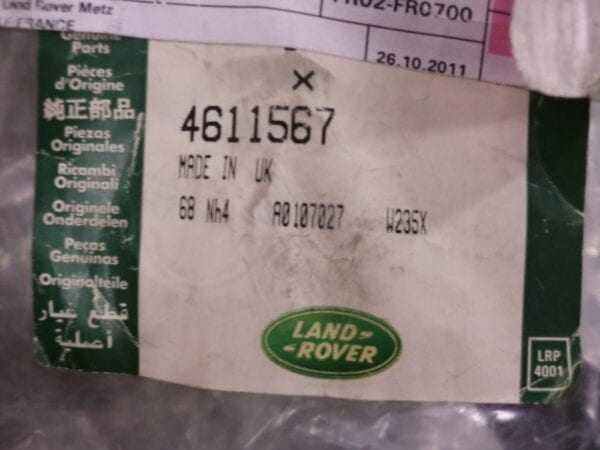 Land Rover Metz
FRANCE
FR02-FRC700
26.10.2011
Genuine
Parts
Pièces
d'Origine
純正部品
Piezas
Originales
Ricambi
Originali
Originele
Onderdelen
Peças
Genuinas
Originalteile
قطع غيار
أصلية
X
4611567
MADE IN UK
68 Nh4 A0107027 W235X
LAND-
-ROVER
LRP
4001